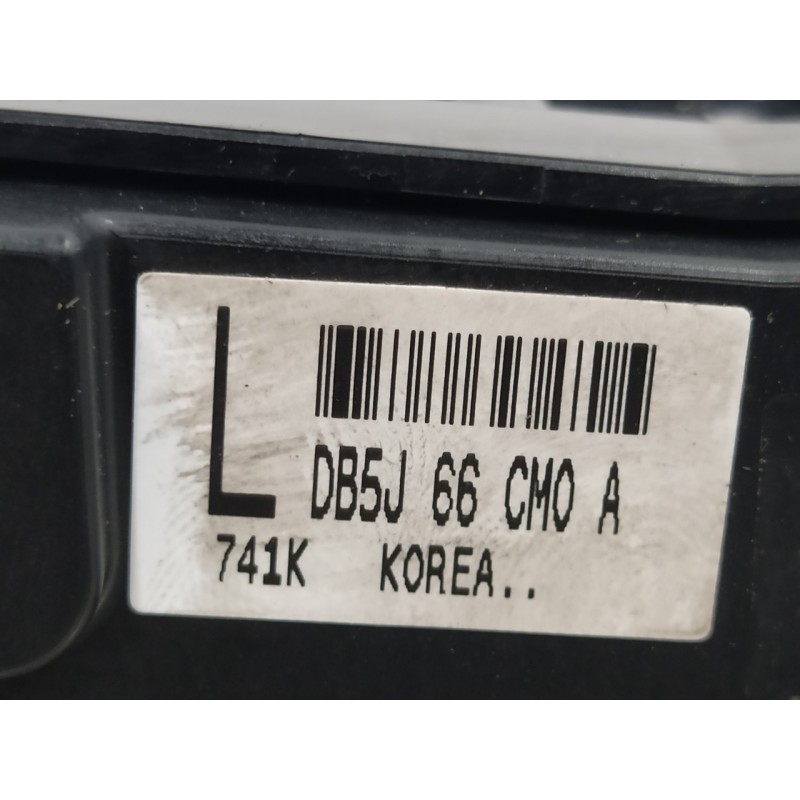 L
DB5J 66 CM0 A
741K KOREA..